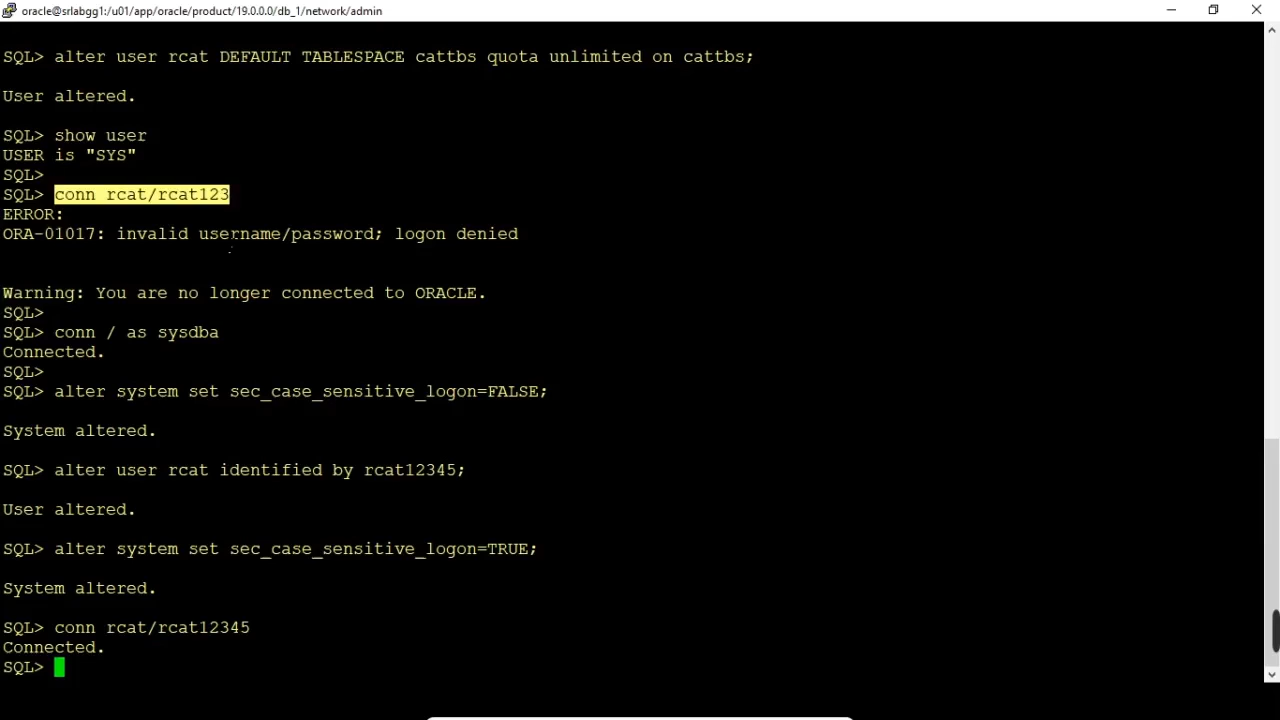 oracle@srlabgg1:/u01/app/oracle/product/19.0.0.0/db_1/network/admin
SQL> alter user rcat DEFAULT TABLESPACE cattbs quota unlimited on cattbs;
User altered.
SQL> show user
USER is "SYS"
SQL>
SQL> conn rcat/rcat123
ERROR:
ORA-01017: invalid username/password; logon denied
Warning: You are no longer connected to ORACLE.
SQL>
SQL> conn / as sysdba
Connected.
SQL>
SQL> alter system set sec_case_sensitive_logon=FALSE;
System altered.
SQL> alter user rcat identified by rcat12345;
User altered.
SQL> alter system set sec_case_sensitive_logon=TRUE;
System altered.
SQL> conn rcat/rcat12345
Connected.
SQL>